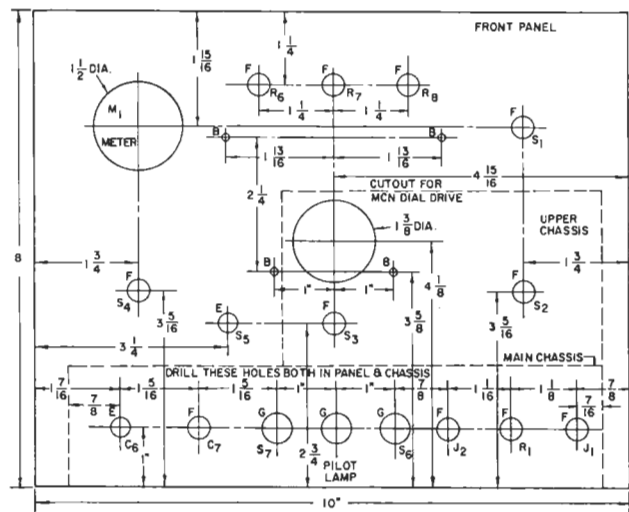 FRONT PANEL
1 1/2 DIA.
1 15/16
1 1/4
F F F
R6 R7 R8
1 1/4 1 1/4
M1
METER
F
S1
B B
1 13/16 1 13/16
4 15/16
2 1/4
CUTOUT FOR
MCN DIAL DRIVE
8
1 3/8 DIA.
UPPER
CHASSIS
1 3/4
1 3/4
B B
1" 1"
4 1/8
F
S4
3 5/16
E
S5
F
S3
3 5/8
F
S2
3 5/16
3 1/4
MAIN CHASSIS
DRILL THESE HOLES BOTH IN PANEL & CHASSIS
1 7/16 1 5/16 1 5/16 1" 1" 7/8 1 1/16 1 1/8 7/8
7/8 7/16
E F G G G F F F
C6 C7 S7 S6 J2 R1 J1
1"
2 3/4
PILOT
LAMP
10"